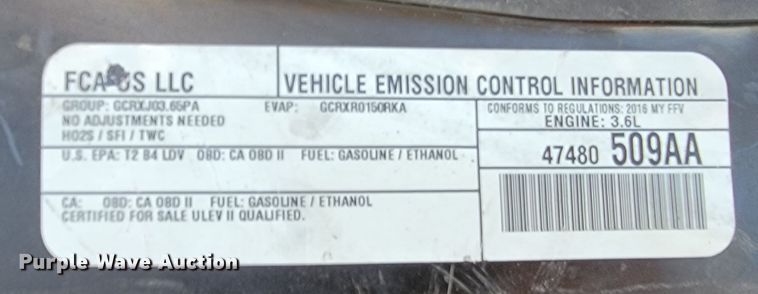 FCA US LLC
VEHICLE EMISSION CONTROL INFORMATION
GROUP: GCRXJ03.65PA EVAP: GCRXR0150RKA
NO ADJUSTMENTS NEEDED
HO2S / SFI / TWC
CONFORMS TO REGULATIONS: 2016 MY FFV
ENGINE: 3.6L
U.S. EPA: T2 B4 LDV OBD: CA OBD II FUEL: GASOLINE / ETHANOL
47480 509AA
CA: OBD: CA OBD II FUEL: GASOLINE / ETHANOL
CERTIFIED FOR SALE ULEV II QUALIFIED.
Purple Wave Auction